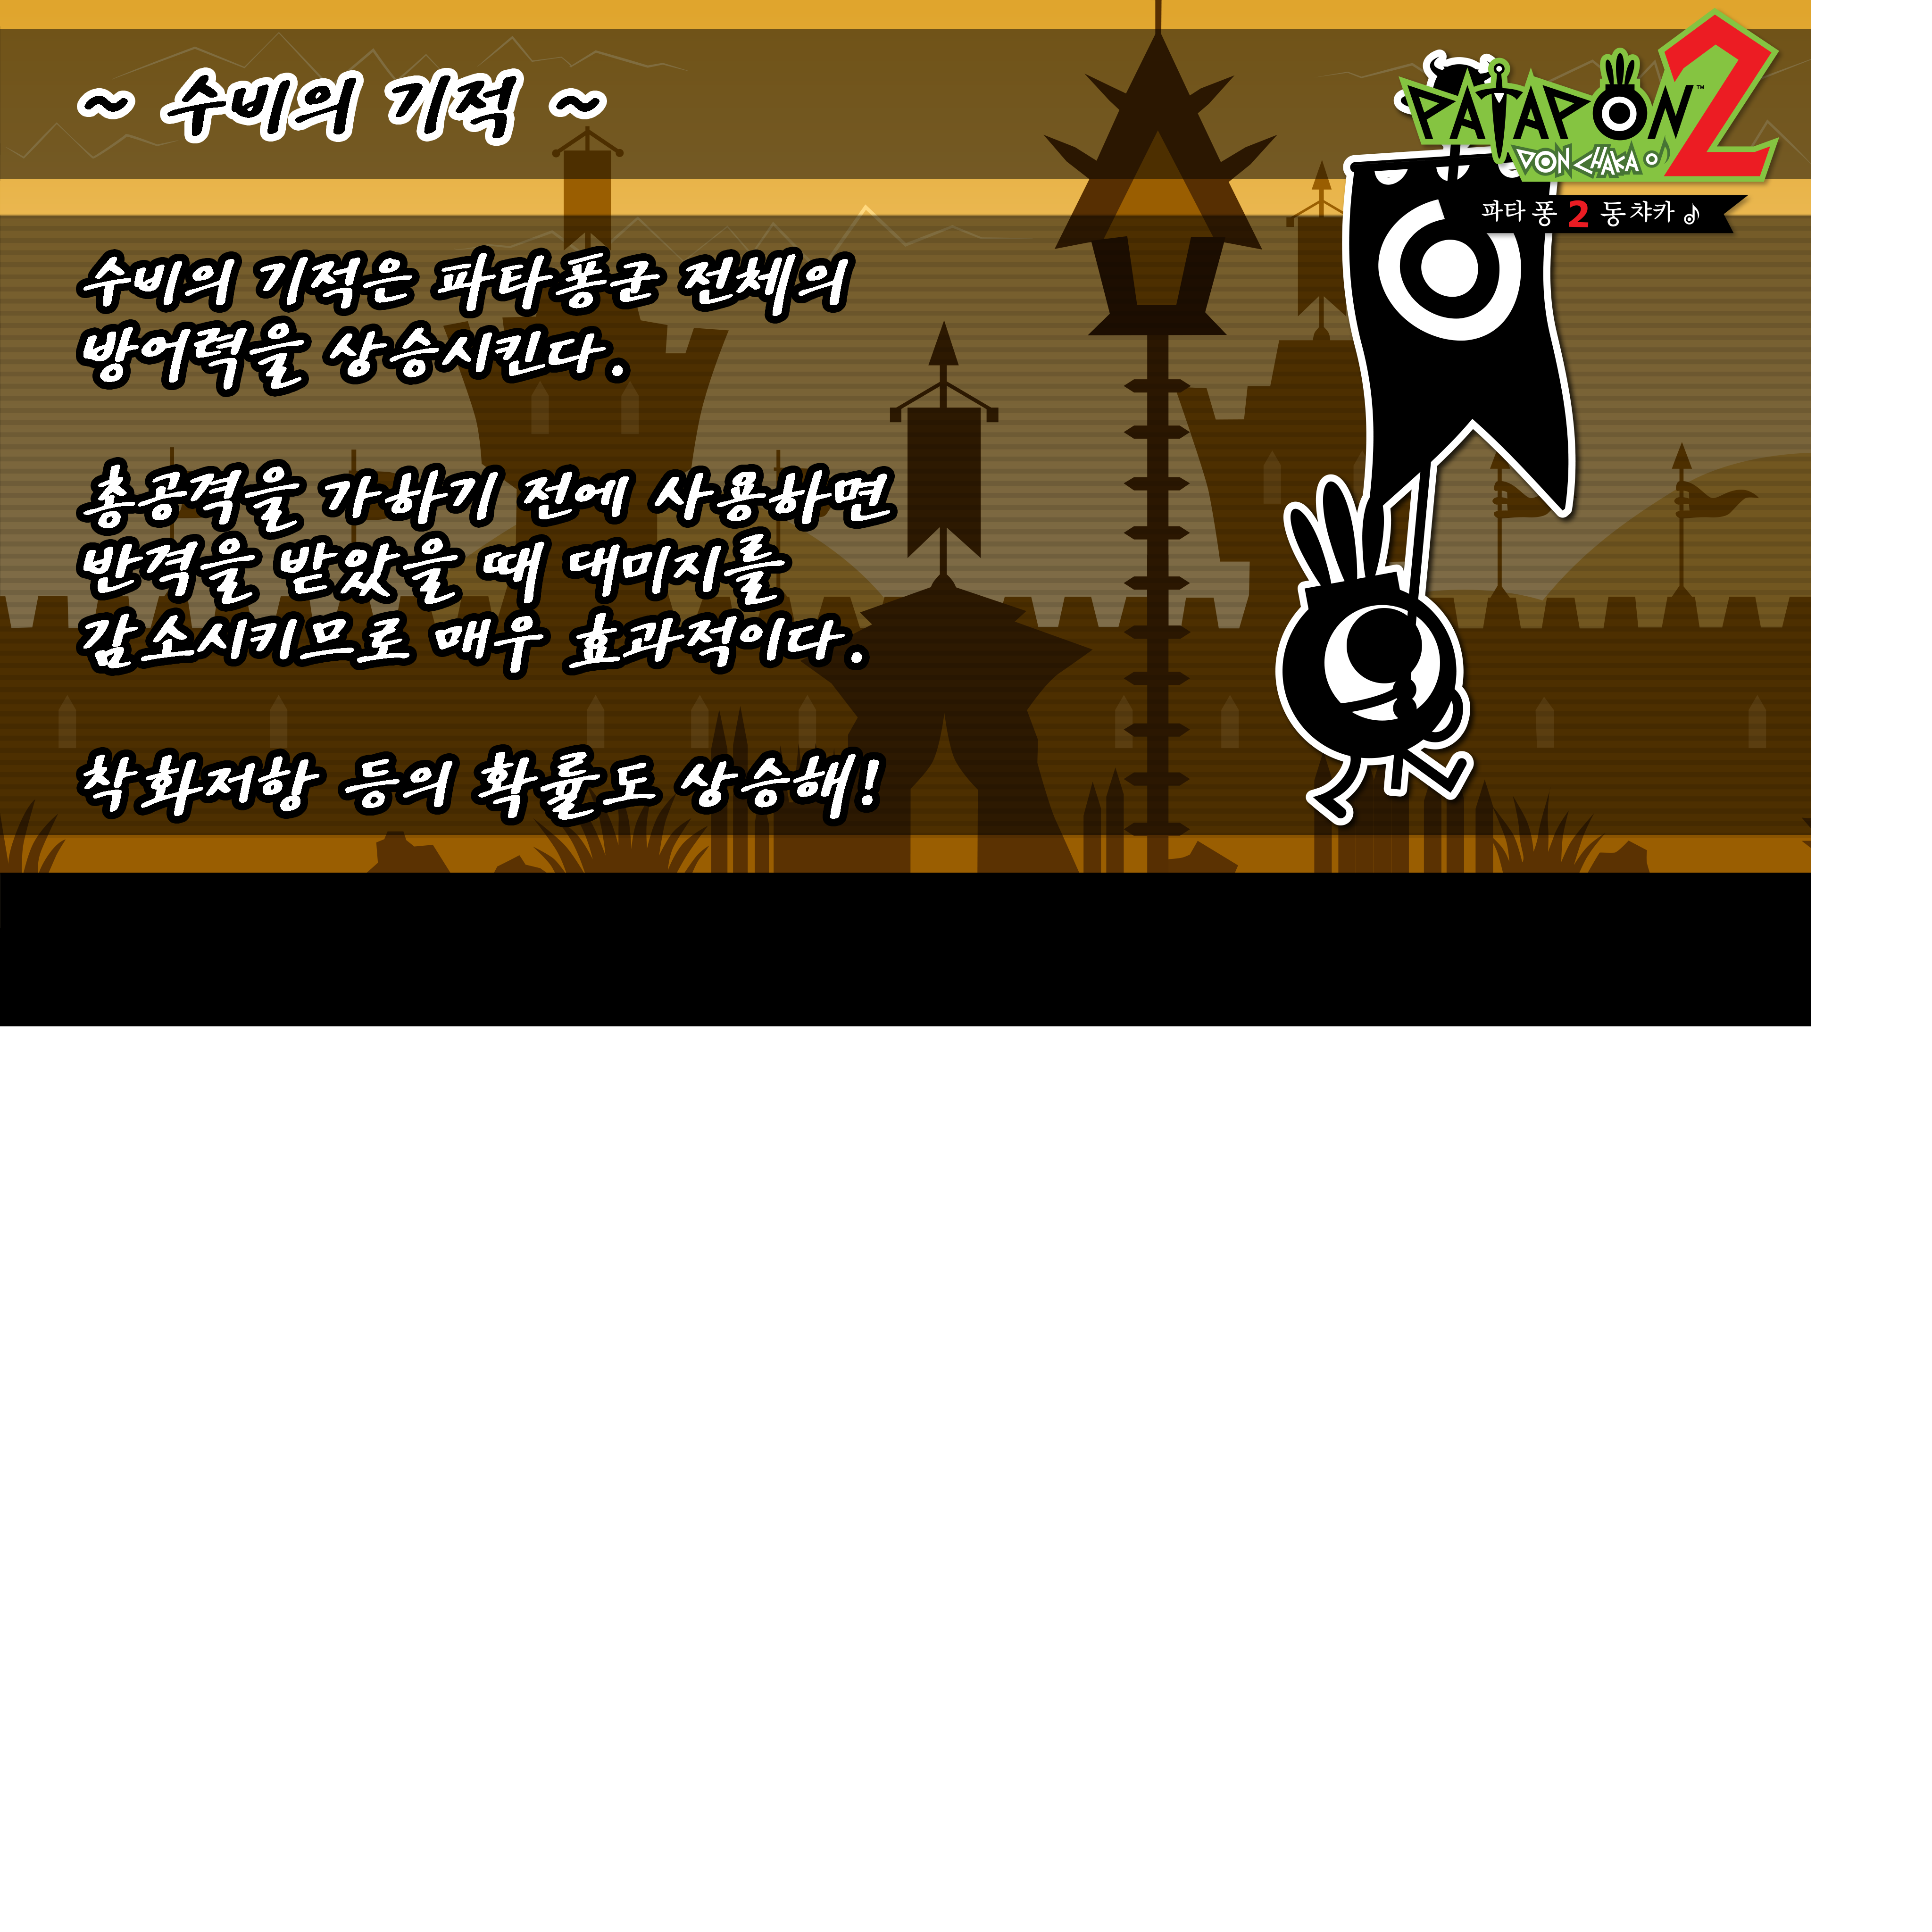 ~ 수비의 기적 ~
PATAPON 2
DON CHAKA♪
™
파타퐁 2 동챠카 ♪
수비의 기적은 파타퐁군 전체의
방어력을 상승시킨다.
총공격을 가하기 전에 사용하면
반격을 받았을 때 대미지를
감소시키므로 매우 효과적이다.
착화저항 등의 확률도 상승해!